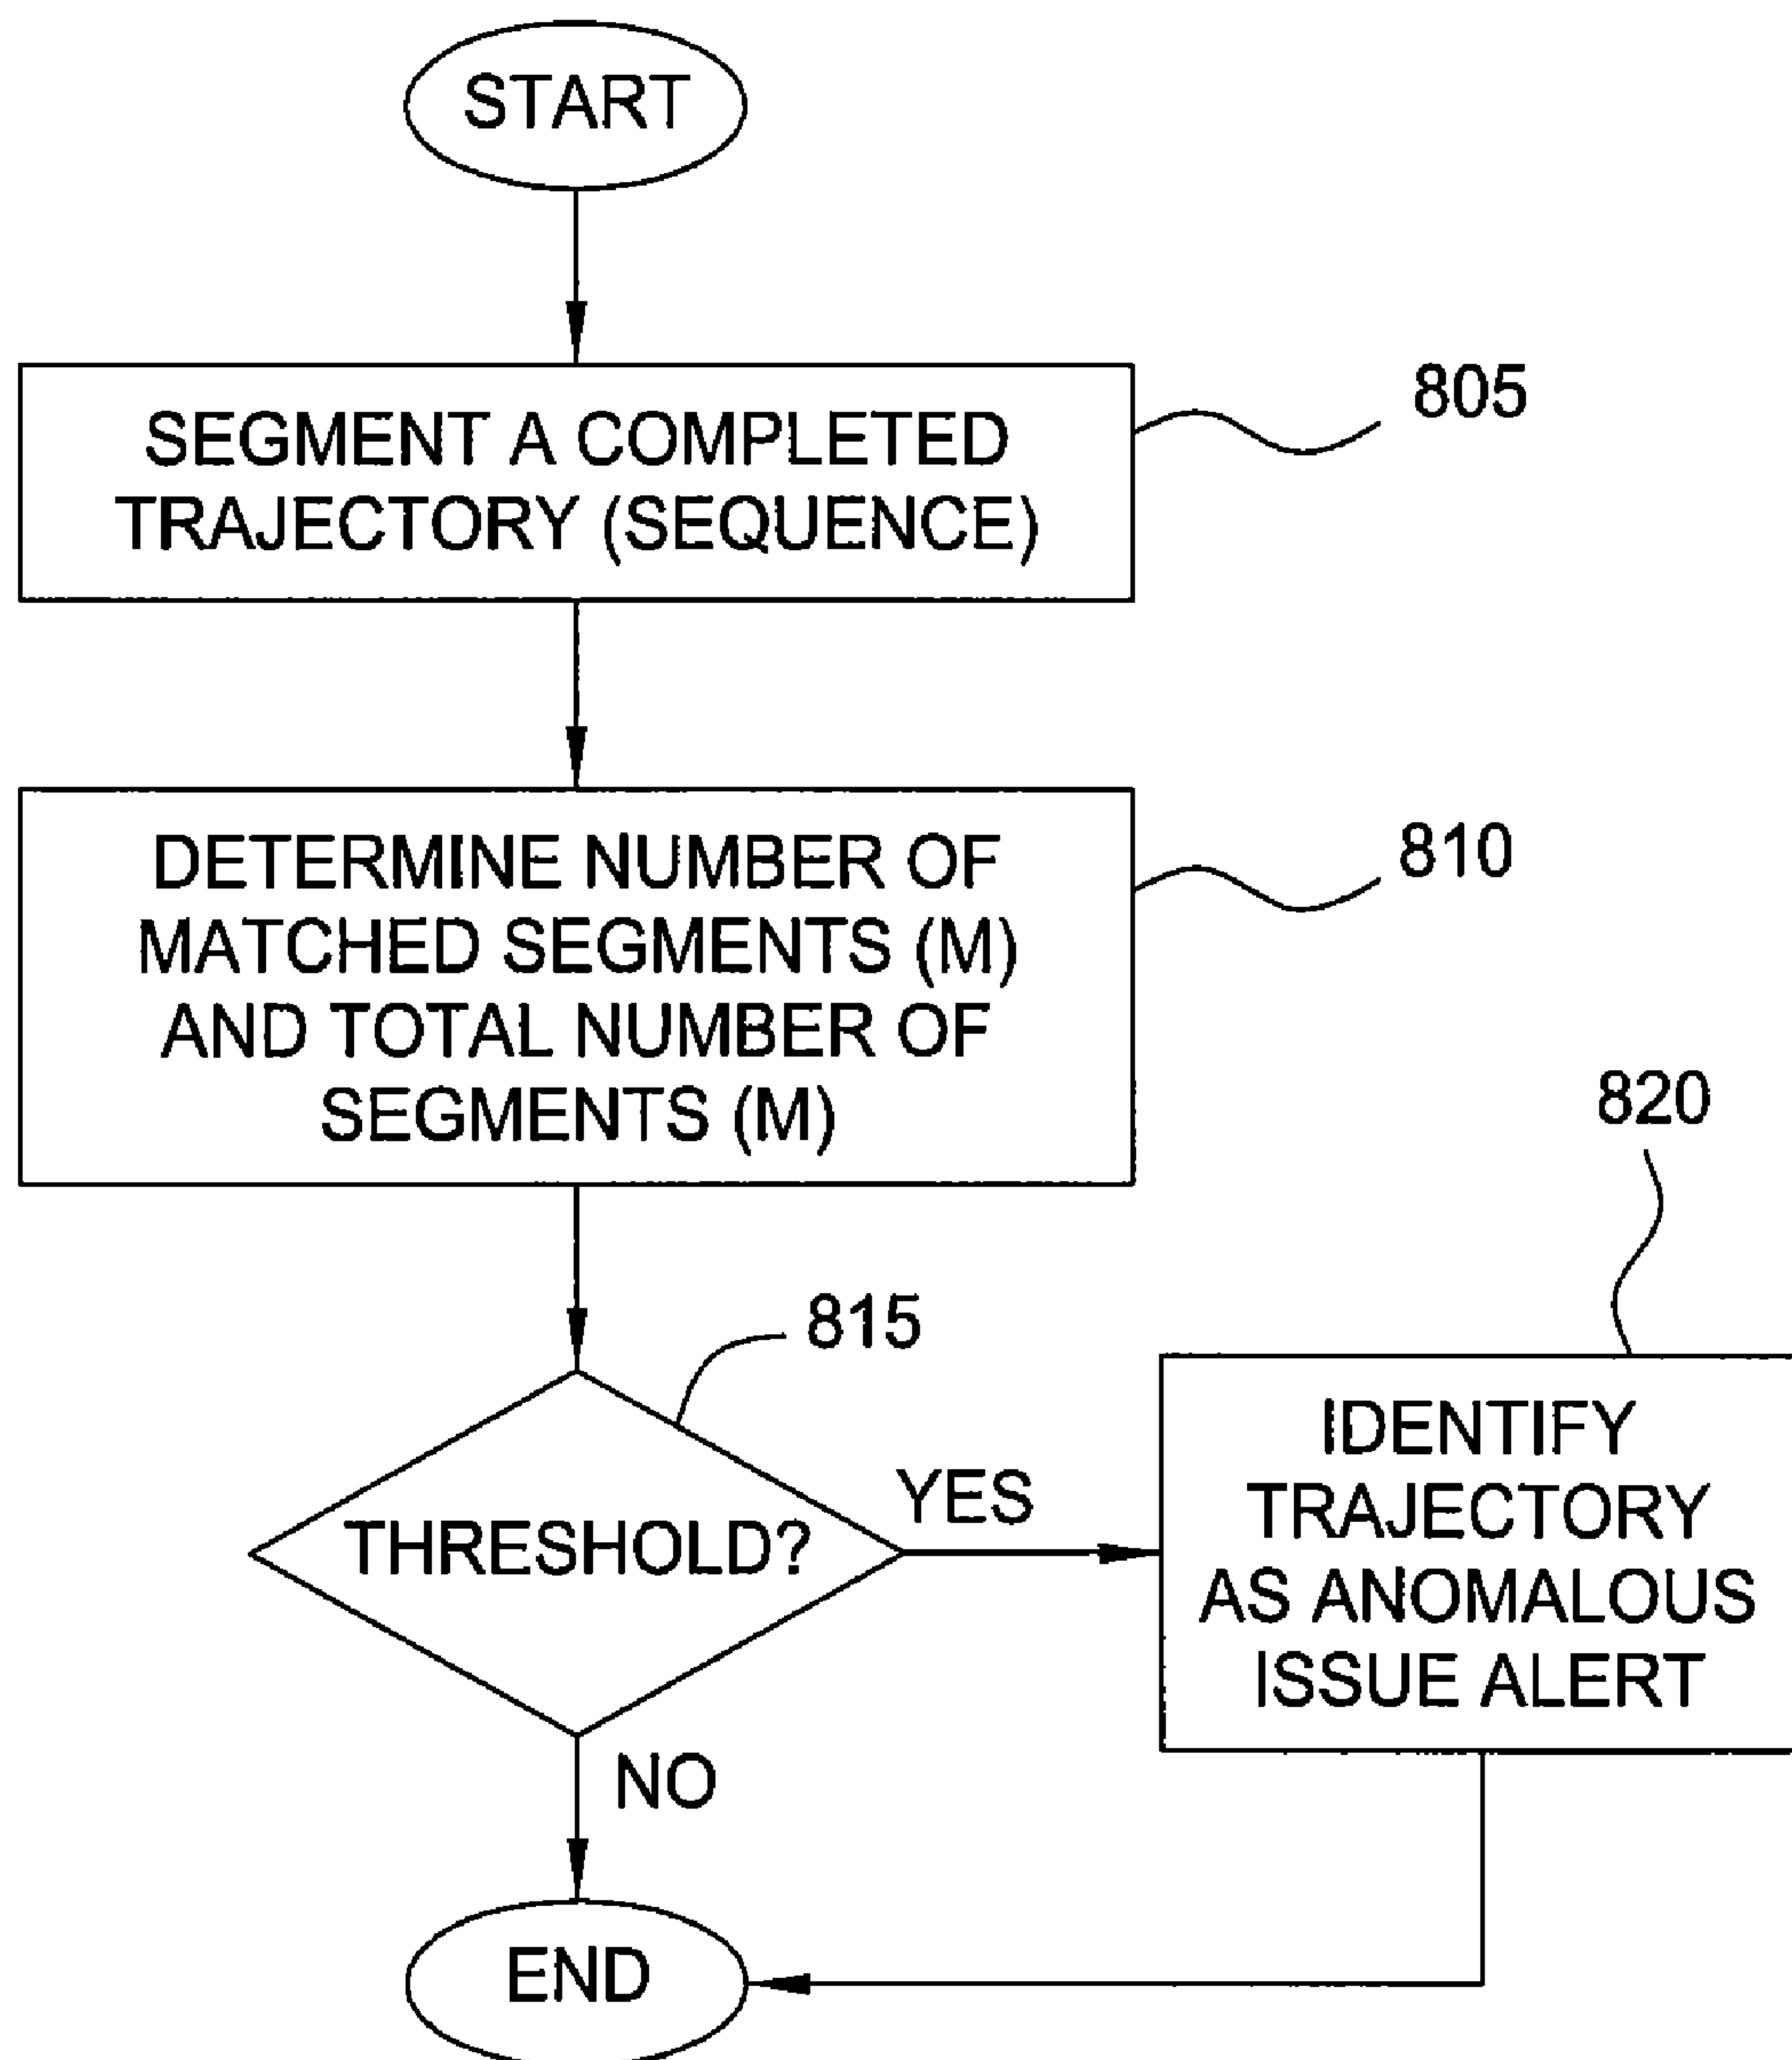 START
805
SEGMENT A COMPLETED
TRAJECTORY (SEQUENCE)
810
DETERMINE NUMBER OF
MATCHED SEGMENTS (M)
AND TOTAL NUMBER OF
SEGMENTS (M)
815
THRESHOLD?
YES
820
IDENTIFY
TRAJECTORY
AS ANOMALOUS
ISSUE ALERT
NO
END